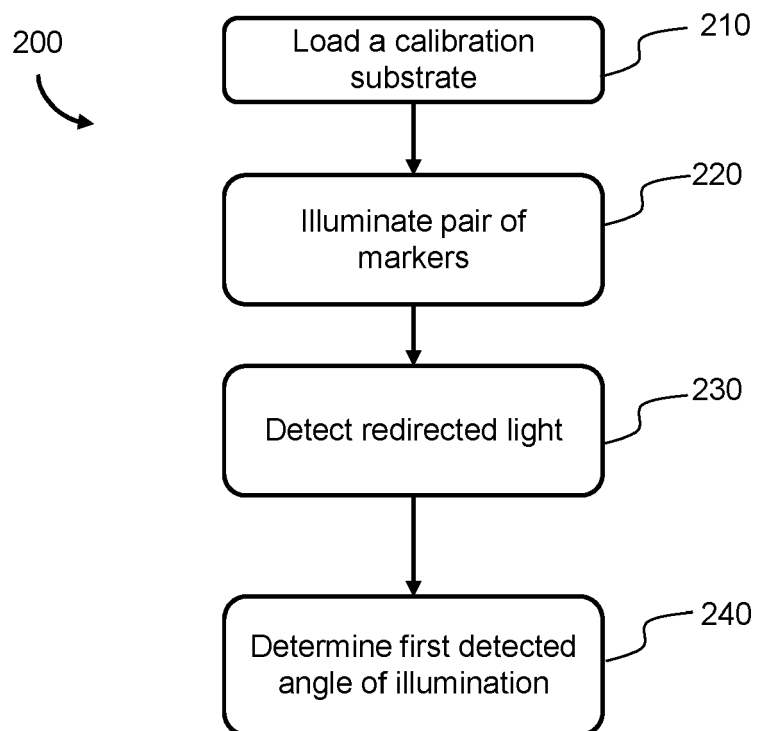 200
Load a calibration
substrate
210
Illuminate pair of
markers
220
Detect redirected light
230
Determine first detected
angle of illumination
240